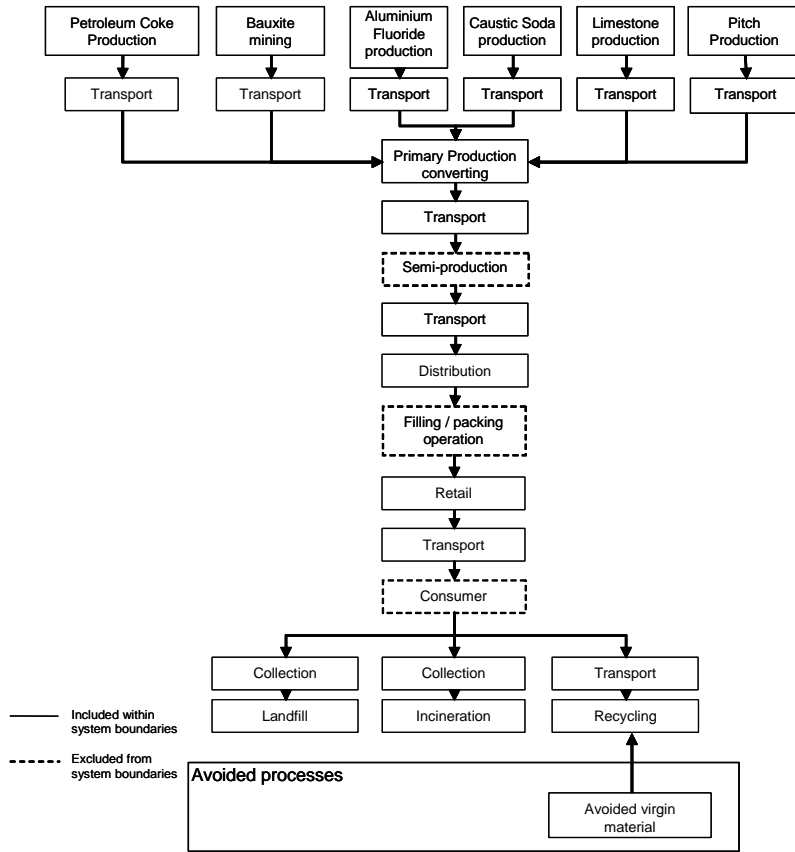 Petroleum Coke
Production
Bauxite
mining
Aluminium
Fluoride
production
Caustic Soda
production
Limestone
production
Pitch
Production
Transport
Transport
Transport
Transport
Transport
Transport
Primary Production
converting
Transport
Semi-production
Transport
Distribution
Filling / packing
operation
Retail
Transport
Consumer
Collection
Collection
Transport
Landfill
Incineration
Recycling
Included within
system boundaries
Excluded from
system boundaries
Avoided processes
Avoided virgin
material